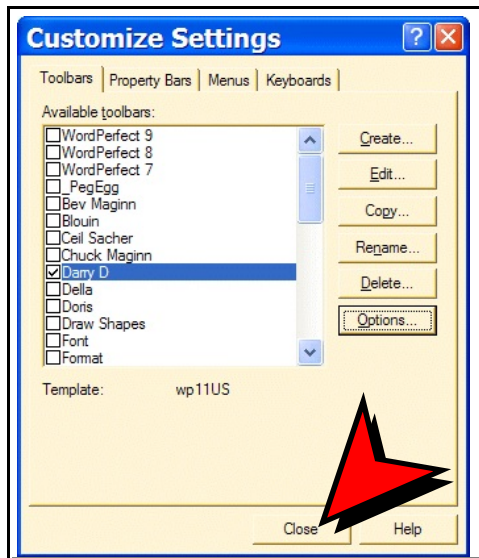 Customize Settings
Toolbars Property Bars Menus Keyboards
Available toolbars:
WordPerfect 9
WordPerfect 8
WordPerfect 7
_PegEgg
Bev Maginn
Blouin
Ceil Sacher
Chuck Maginn
Darry D
Della
Doris
Draw Shapes
Font
Format
Create...
Edit...
Copy...
Rename...
Delete...
Options...
Template: wp11US
Close Help